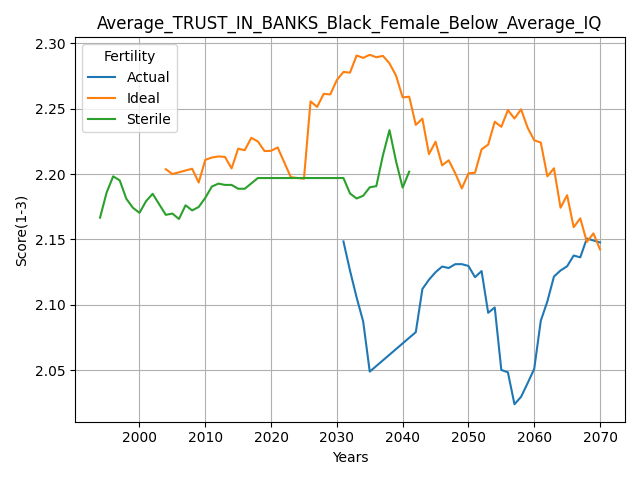 Average_TRUST_IN_BANKS_Black_Female_Below_Average_IQ
Fertility
Actual
Ideal
Sterile
Score(1-3)
2.30
2.25
2.20
2.15
2.10
2.05
2000 2010 2020 2030 2040 2050 2060 2070
Years